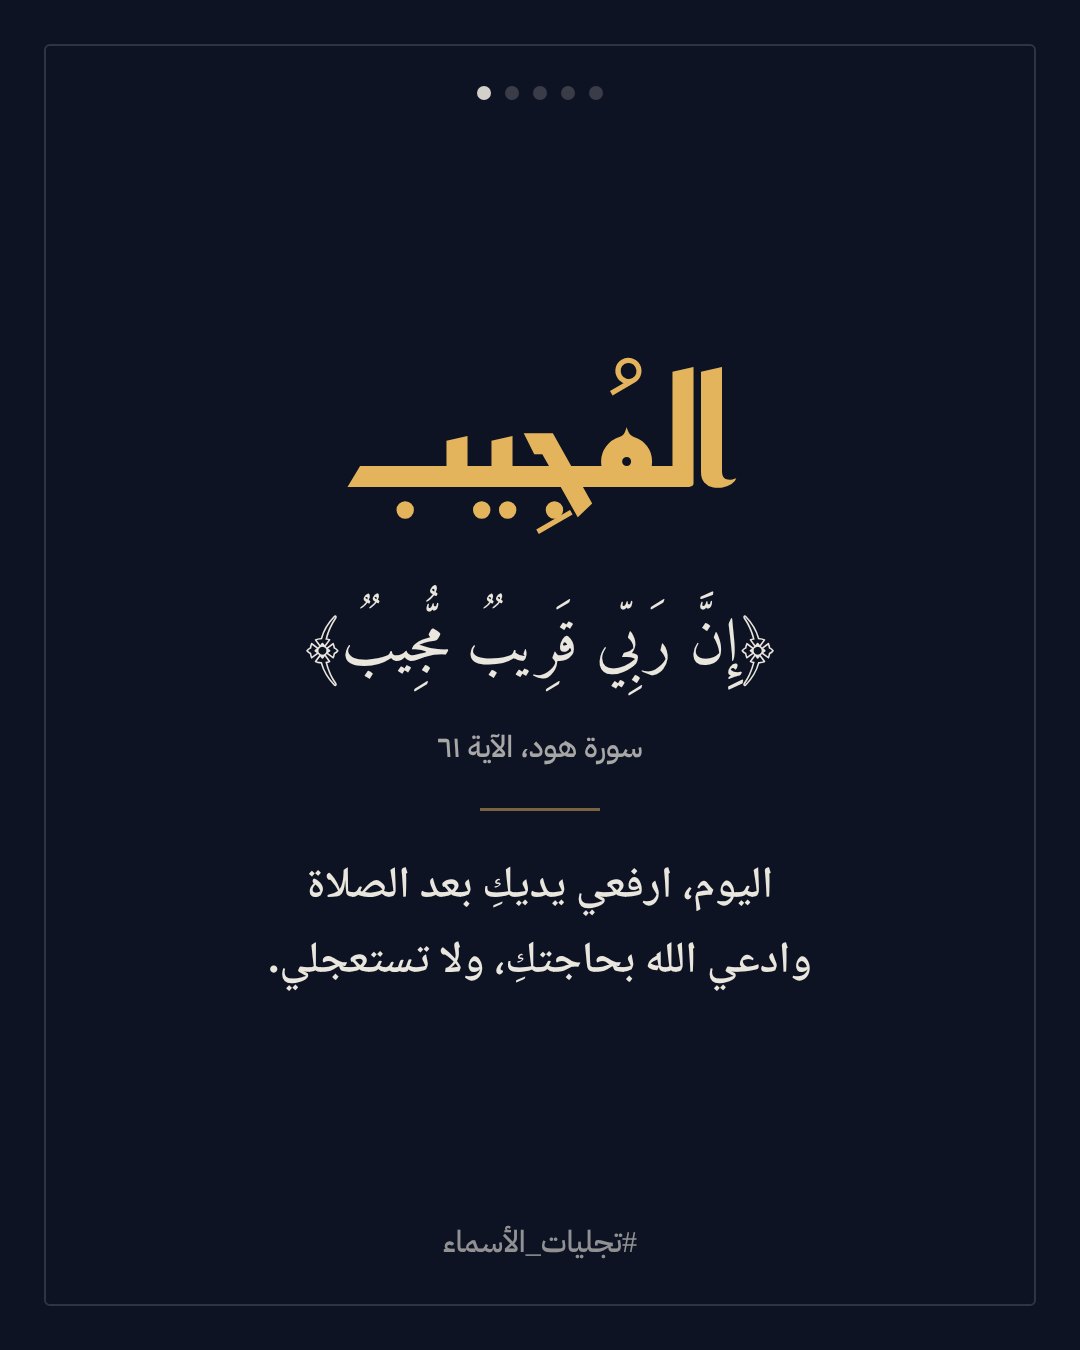 المُجِيب
﴿إِنَّ رَبِّي قَرِيبٌ مُّجِيبٌ﴾
سورة هود، الآية ٦١
اليوم، ارفعي يديكِ بعد الصلاة
وادعي الله بحاجتكِ، ولا تستعجلي.
#تجليات_الأسماء